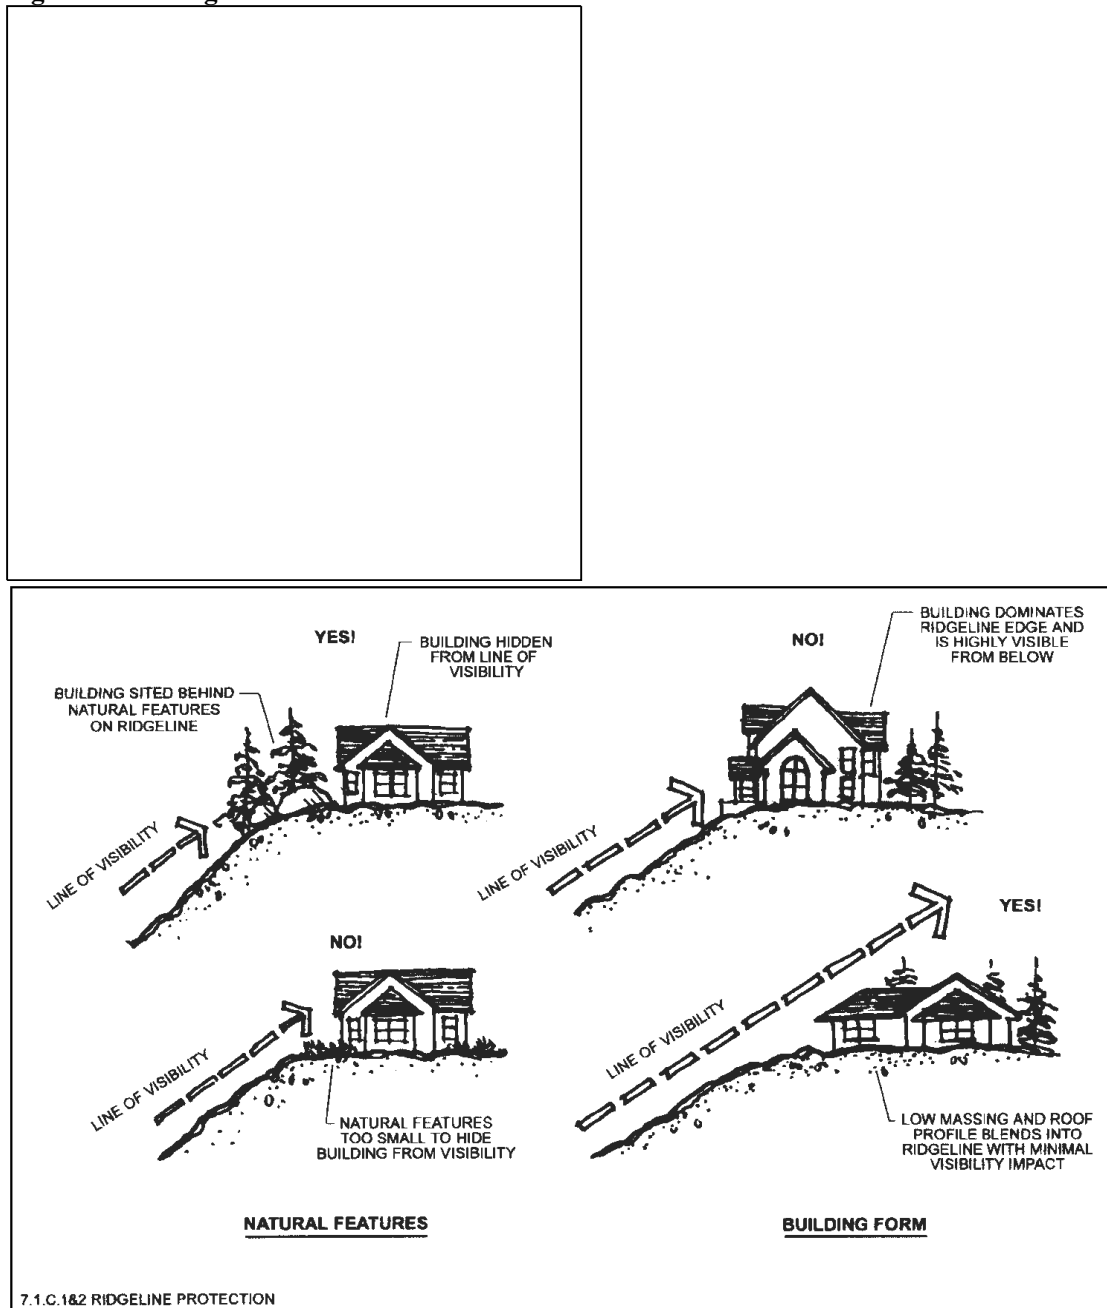 YES!
BUILDING HIDDEN
FROM LINE OF
VISIBILITY
BUILDING SITED BEHIND
NATURAL FEATURES
ON RIDGELINE
LINE OF VISIBILITY
NO!
LINE OF VISIBILITY
NATURAL FEATURES
TOO SMALL TO HIDE
BUILDING FROM VISIBILITY
NATURAL FEATURES
NO!
BUILDING DOMINATES
RIDGELINE EDGE AND
IS HIGHLY VISIBLE
FROM BELOW
LINE OF VISIBILITY
YES!
LINE OF VISIBILITY
LOW MASSING AND ROOF
PROFILE BLENDS INTO
RIDGELINE WITH MINIMAL
VISIBILITY IMPACT
BUILDING FORM
7.1.C.1&2 RIDGELINE PROTECTION